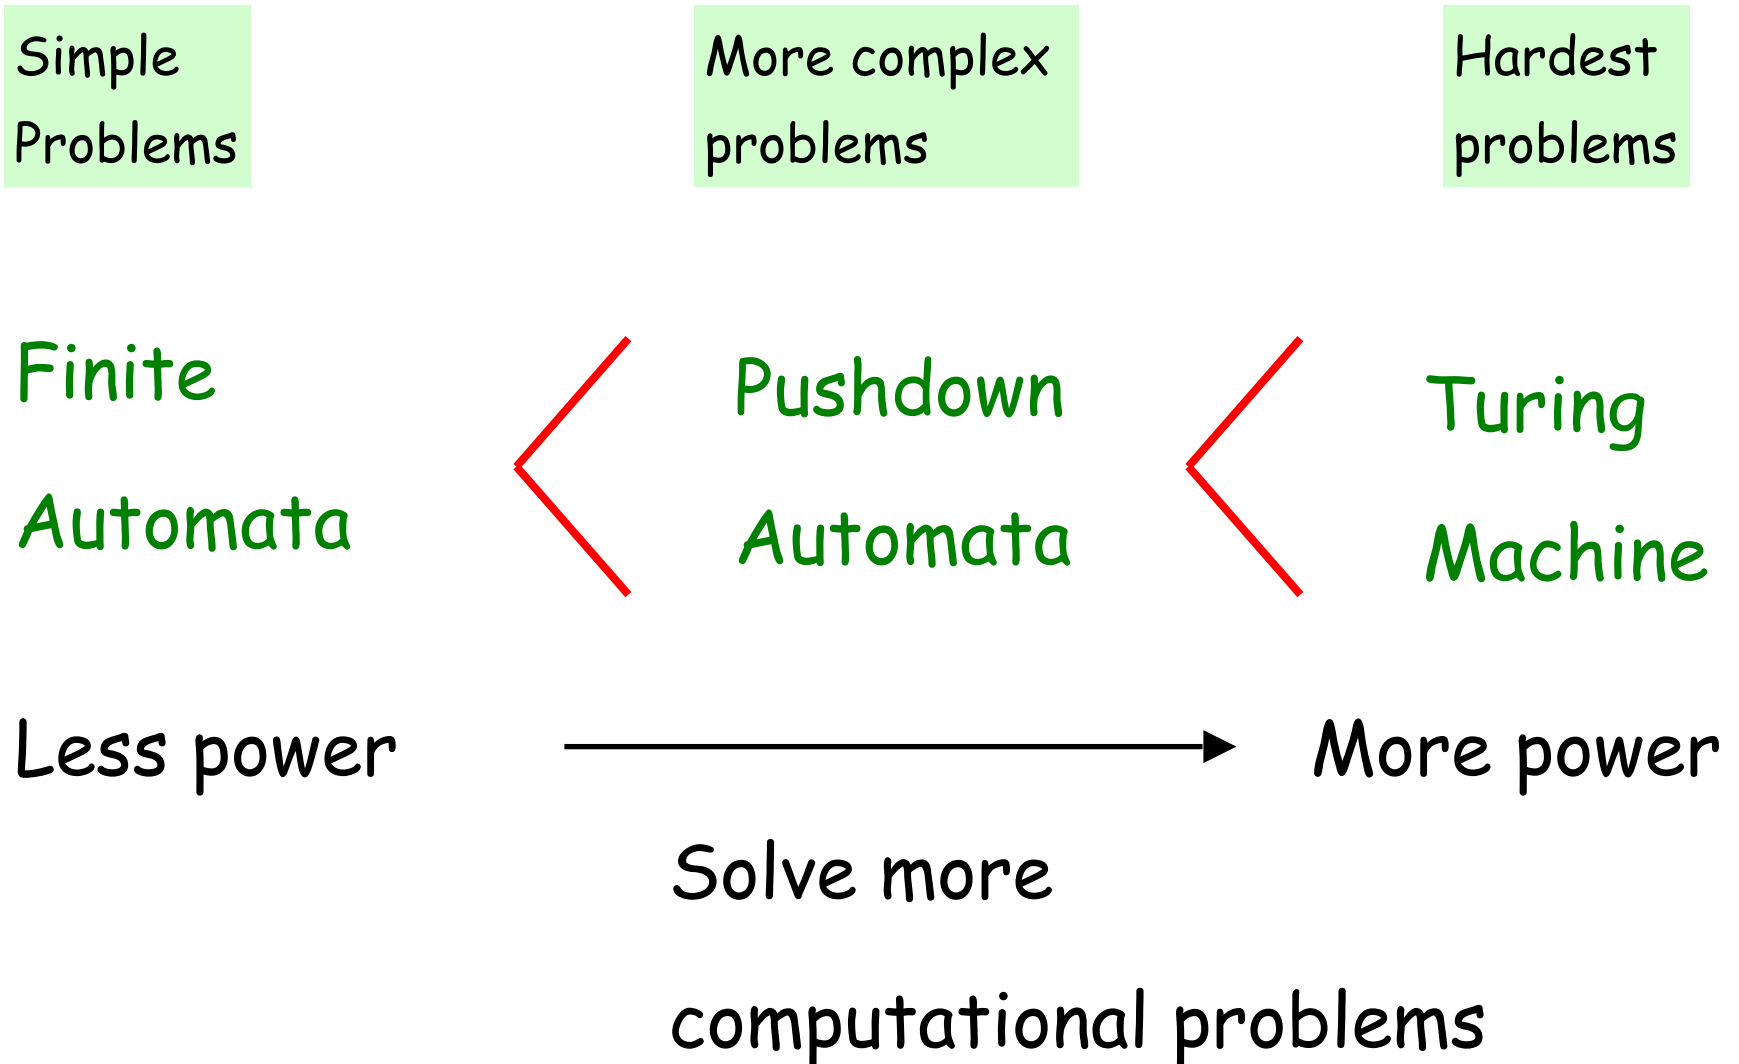 Simple
Problems
More complex
problems
Hardest
problems
Finite
Automata
Pushdown
Automata
Turing
Machine
Less power
More power
Solve more
computational problems